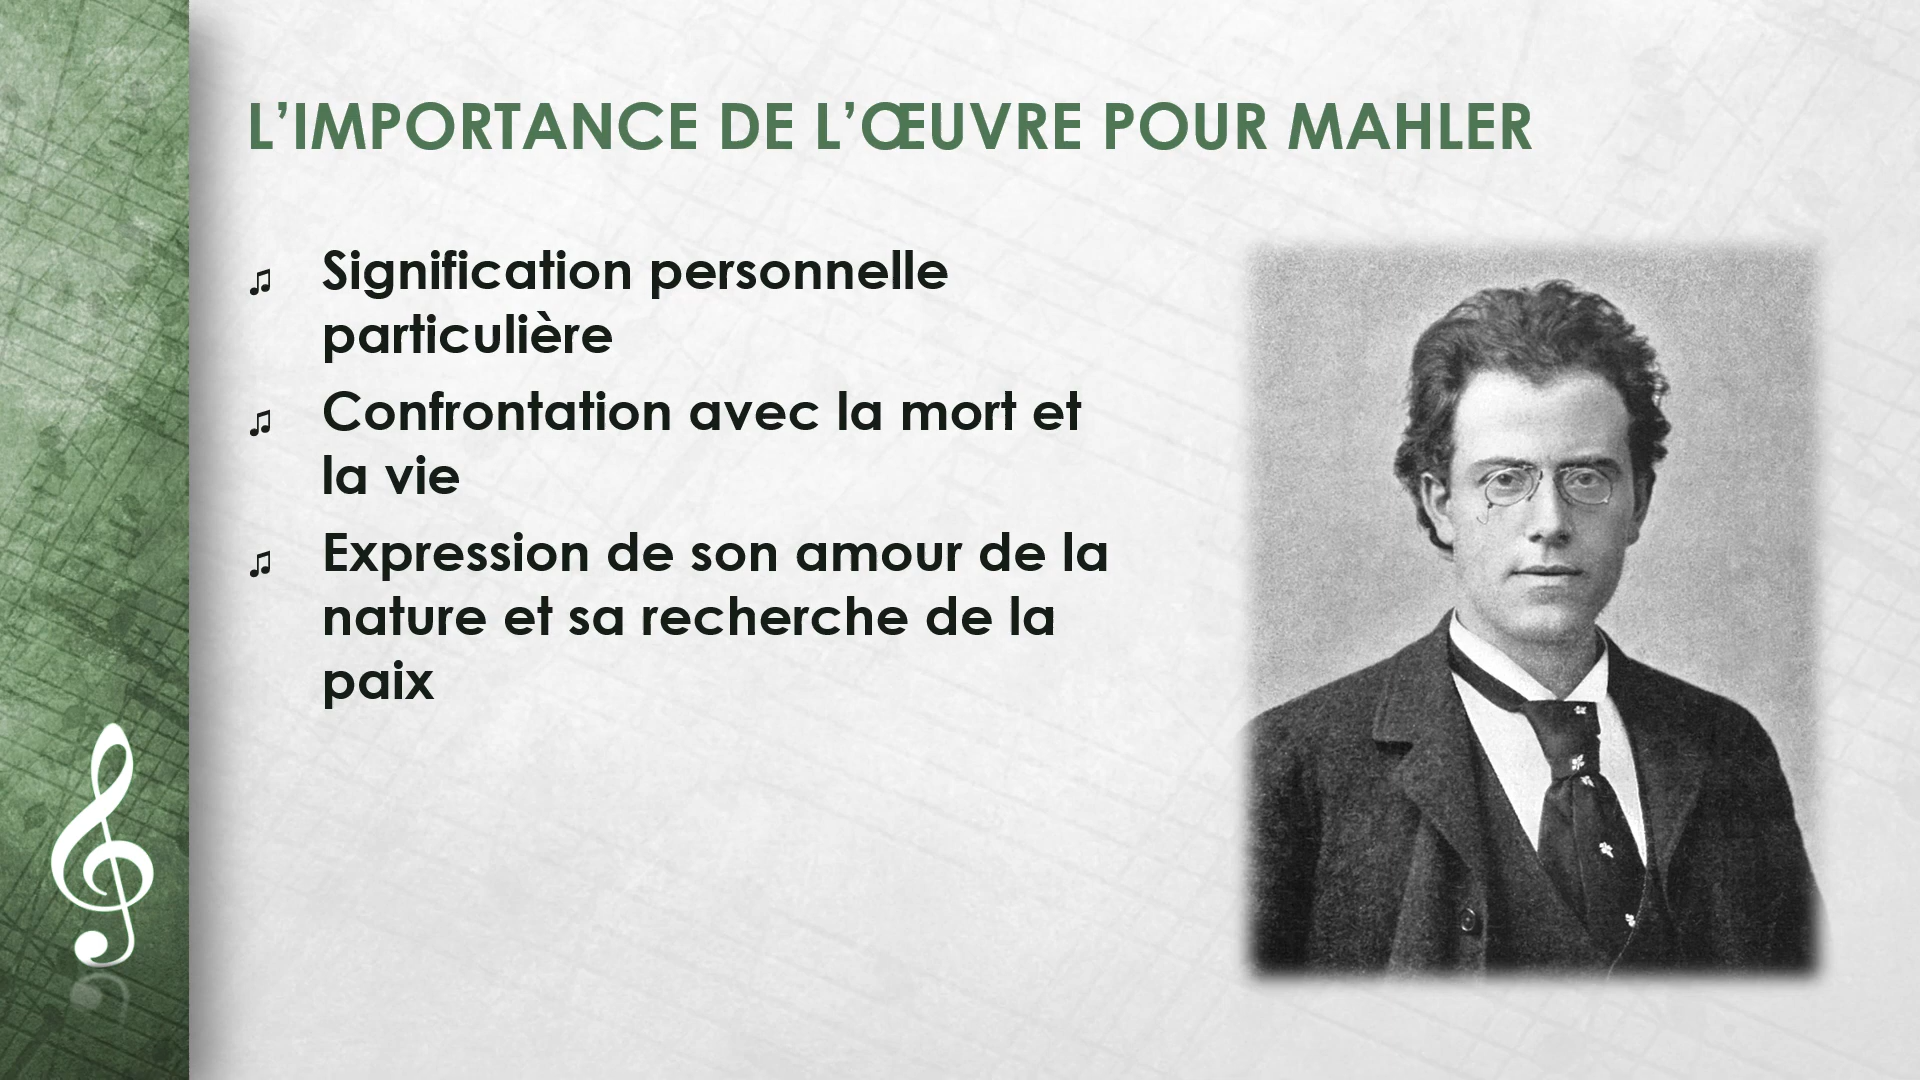 L’IMPORTANCE DE L’ŒUVRE POUR MAHLER
♫ Signification personnelle
particulière
♫ Confrontation avec la mort et
la vie
♫ Expression de son amour de la
nature et sa recherche de la
paix